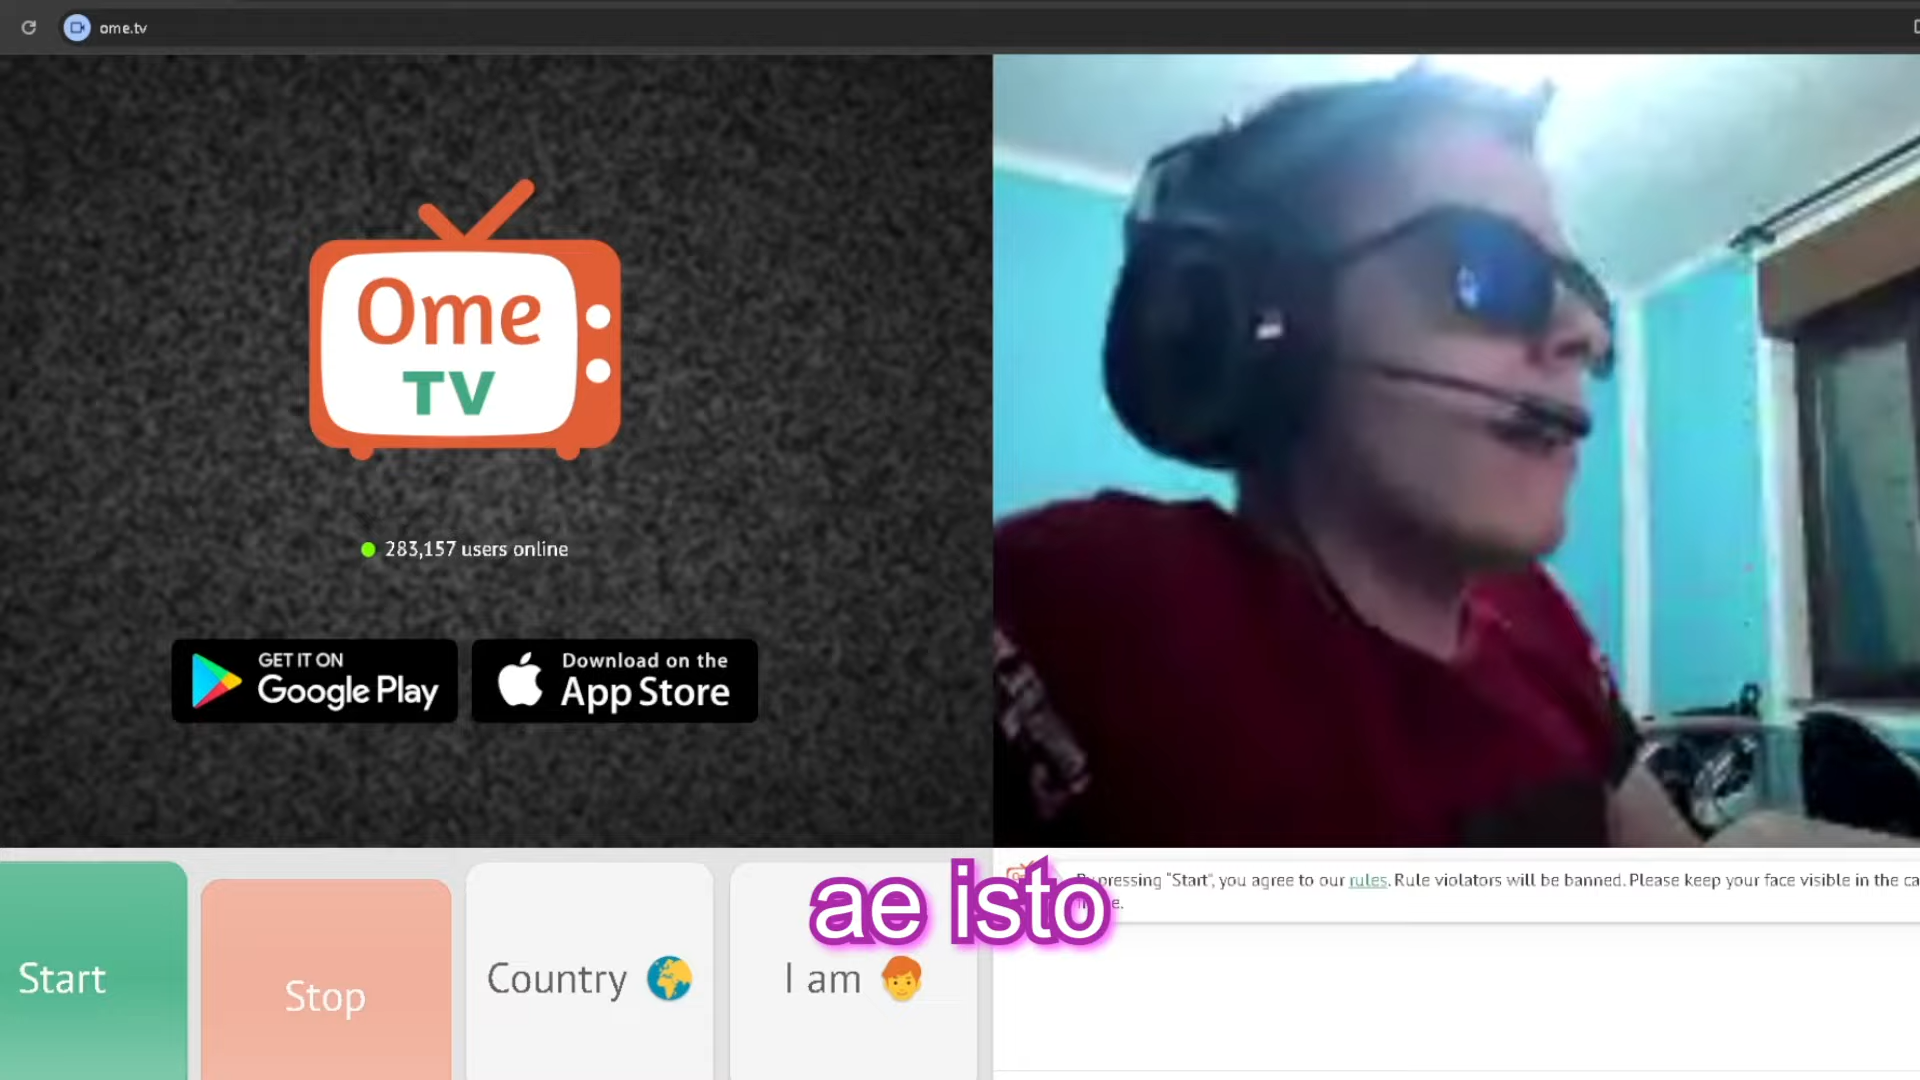 ome.tv
Ome
TV
283,157 users online
GET IT ON
Google Play
Download on the
App Store
Start
Stop
Country
I am
ae isto
pressing "Start", you agree to our rules. Rule violators will be banned. Please keep your face visible in the